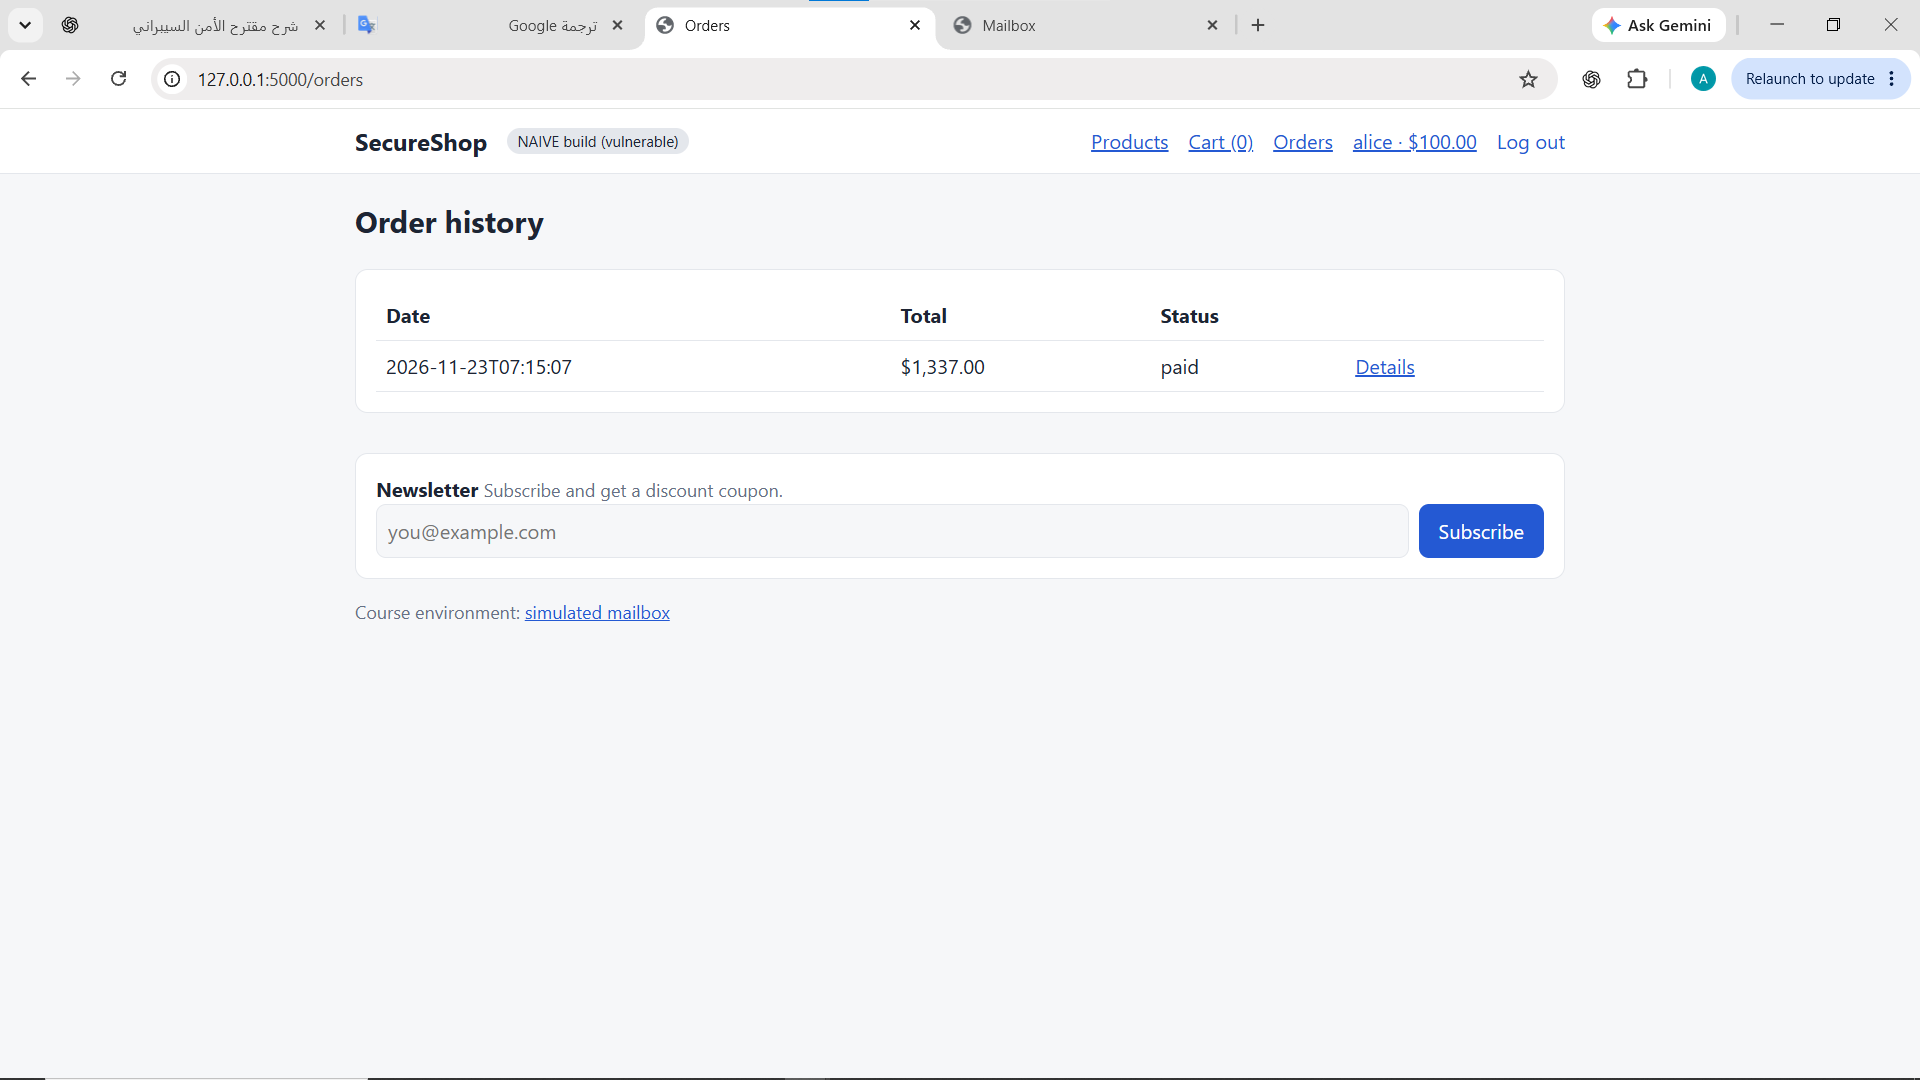 شرح مقترح الأمن السيبراني
ترجمة Google
Orders
Mailbox
Ask Gemini
127.0.0.1:5000/orders
A
Relaunch to update
SecureShop
NAIVE build (vulnerable)
Products
Cart (0)
Orders
alice · $100.00
Log out
Order history
Date Total Status
2026-11-23T07:15:07 $1,337.00 paid Details
Newsletter Subscribe and get a discount coupon.
you@example.com
Subscribe
Course environment: simulated mailbox